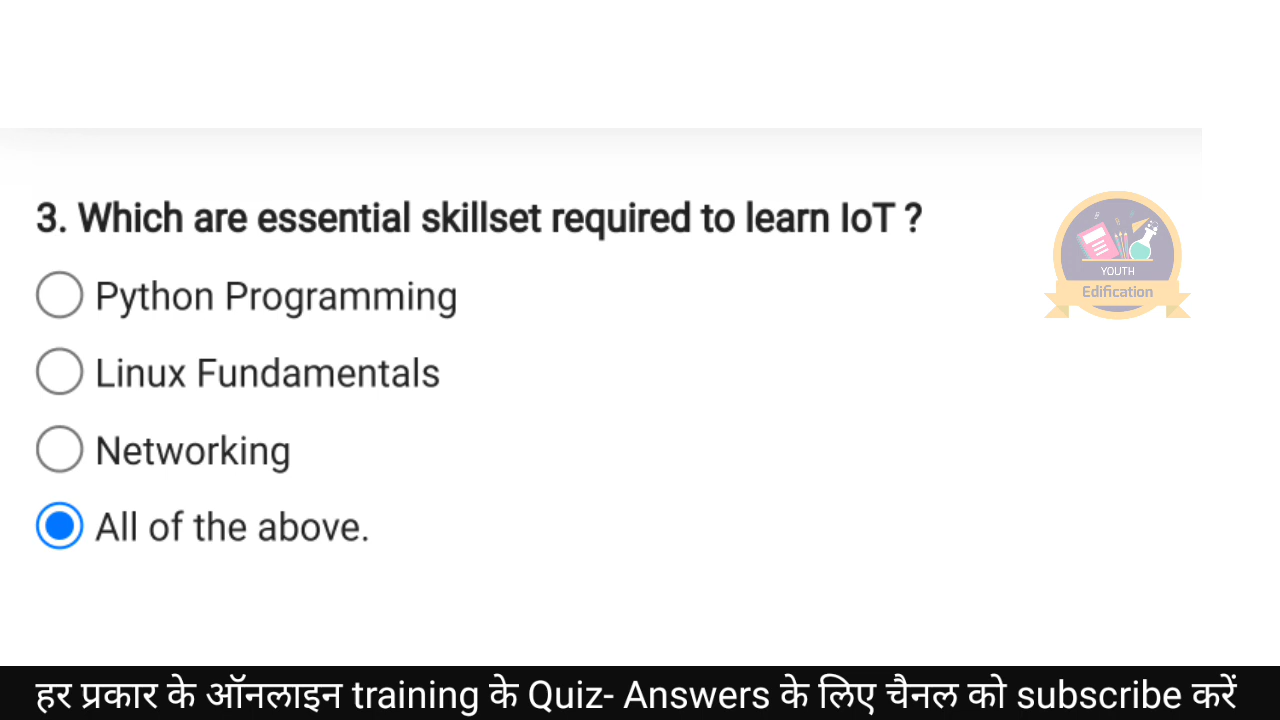 3. Which are essential skillset required to learn IoT ?
YOUTH
Edification
Python Programming
Linux Fundamentals
Networking
All of the above.
हर प्रकार के ऑनलाइन training के Quiz- Answers के लिए चैनल को subscribe करें